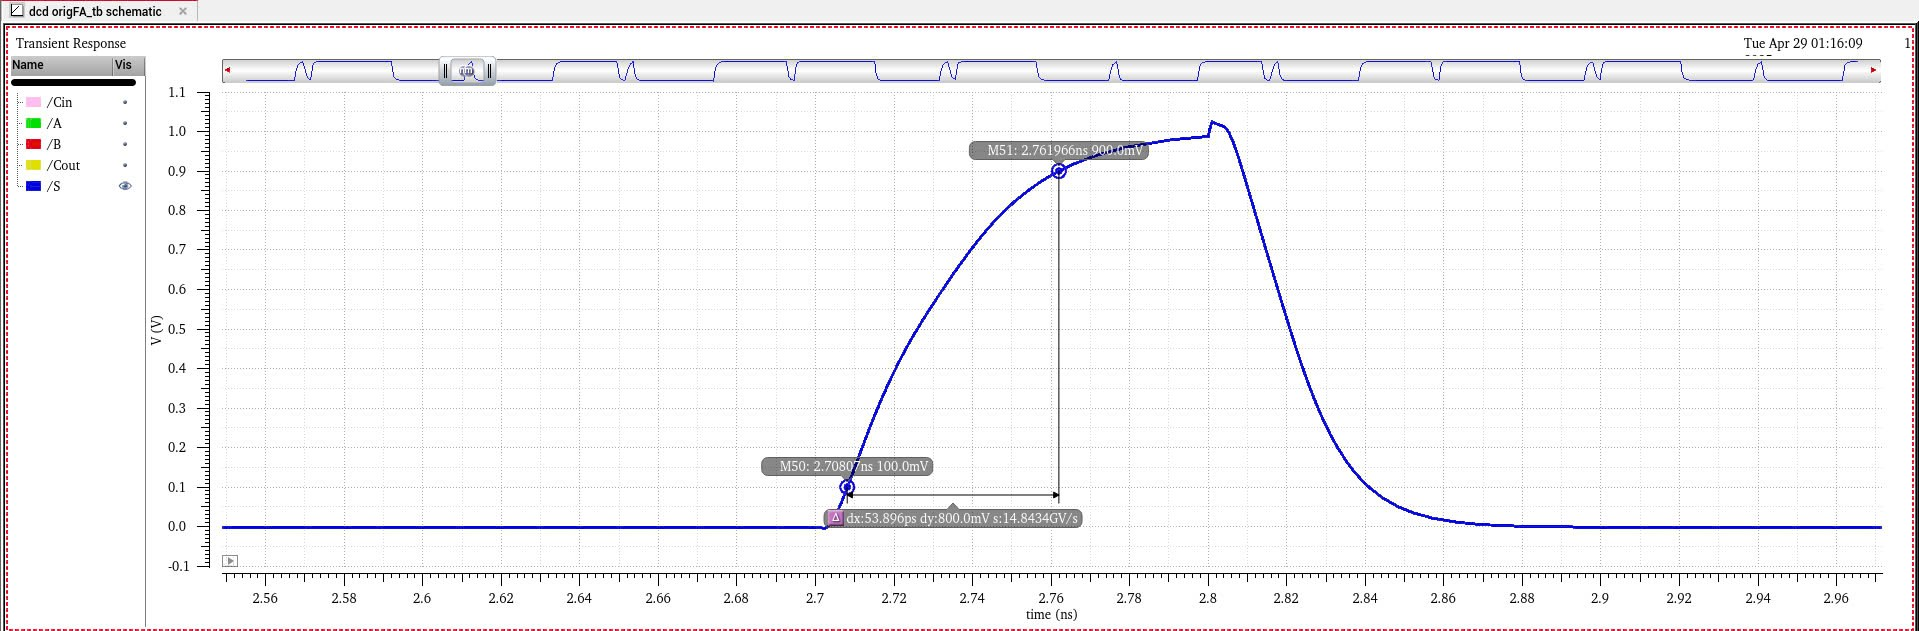 dcd origFA_tb schematic
Transient Response
Tue Apr 29 01:16:09
1
Name Vis
/Cin
/A
/B
/Cout
/S
1.1
1.0
0.9
0.8
0.7
0.6
0.5
0.4
0.3
0.2
0.1
0.0
-0.1
V (V)
M51: 2.761966ns 900.0mV
M50: 2.70807ns 100.0mV
dx:53.896ps dy:800.0mV s:14.8434GV/s
2.56 2.58 2.6 2.62 2.64 2.66 2.68 2.7 2.72 2.74 2.76 2.78 2.8 2.82 2.84 2.86 2.88 2.9 2.92 2.94 2.96
time (ns)